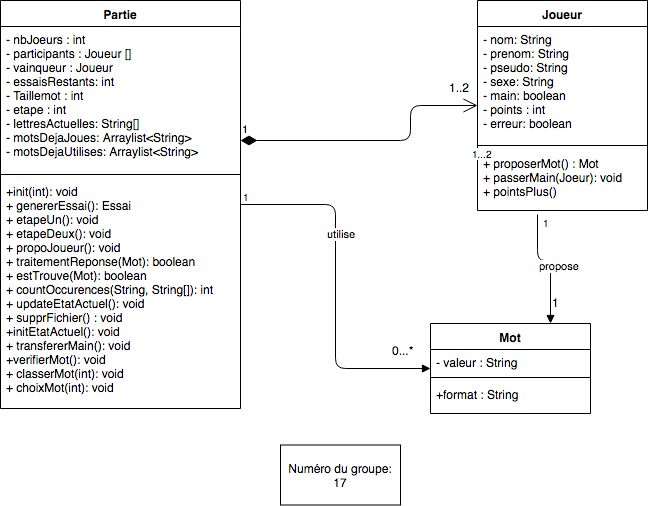 Partie
- nbJoeurs : int
- participants : Joueur []
- vainqueur : Joueur
- essaisRestants: int
- Taillemot : int
- etape : int
- lettresActuelles: String[]
- motsDejaJoues: Arraylist<String>
- motsDejaUtilises: Arraylist<String>
+init(int): void
+ genererEssai(): Essai
+ etapeUn(): void
+ etapeDeux(): void
+ propoJoueur(): void
+ traitementReponse(Mot): boolean
+ estTrouve(Mot): boolean
+ countOccurences(String, String[]): int
+ updateEtatActuel(): void
+ supprFichier() : void
+initEtatActuel(): void
+ transfererMain(): void
+verifierMot(): void
+ classerMot(int): void
+ choixMot(int): void
1
1..2
1
utilise
0...*
Joueur
- nom: String
- prenom: String
- pseudo: String
- sexe: String
- main: boolean
- points : int
- erreur: boolean
1...2
+ proposerMot() : Mot
+ passerMain(Joeur): void
+ pointsPlus()
1
propose
1
Mot
- valeur : String
+format : String
Numéro du groupe:
17